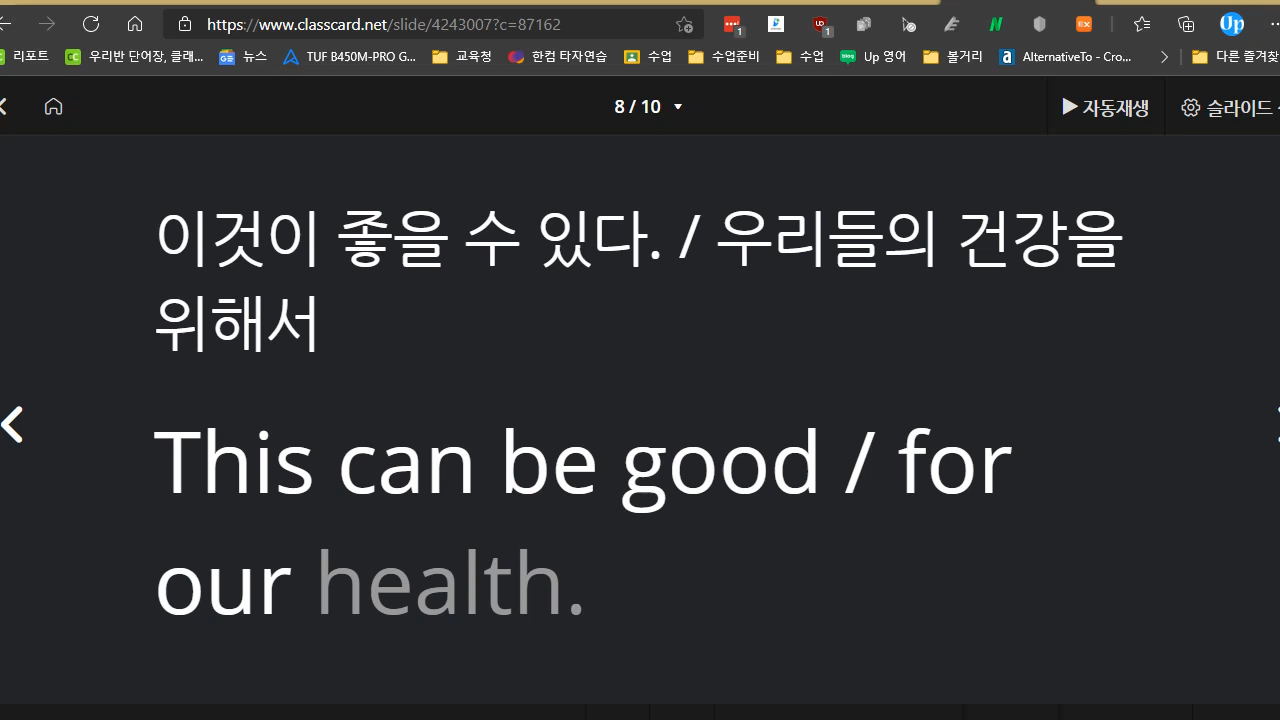 https://www.classcard.net/slide/4243007?c=87162
리포트 우리반 단어장, 클래... 뉴스 TUF B450M-PRO G... 교육청 한컴 타자연습 수업 수업준비 수업 Up 영어 볼거리 AlternativeTo - Cro... 다른 즐겨찾
8 / 10 ▶ 자동재생 슬라이드
이것이 좋을 수 있다. / 우리들의 건강을
위해서
This can be good / for
our health.